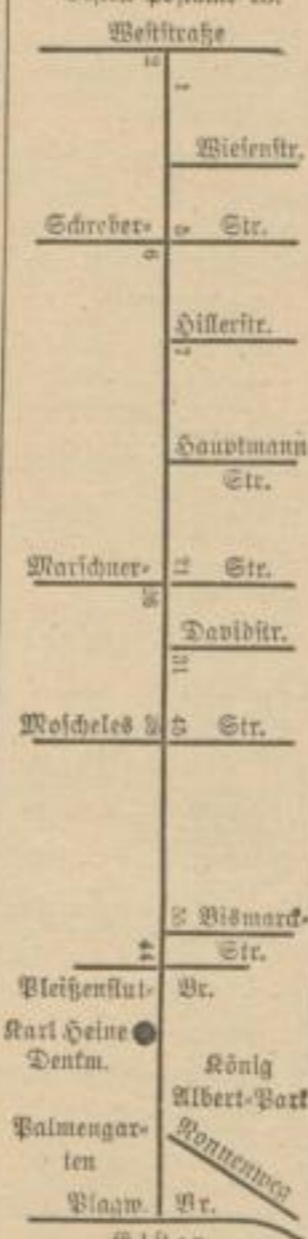 Weststraße
1
Wiesenstr.
Schreber- Str.
Hillerstr.
Hauptmann
Str.
Marschner- Str.
Davidstr.
Moscheles Str.
Bismarck-
Str.
Pleißenflut- Br.
Karl Heine
Denkm.
König
Albert-Park
Palmengar-
ten
Nonnenweg
Plagw. Br.